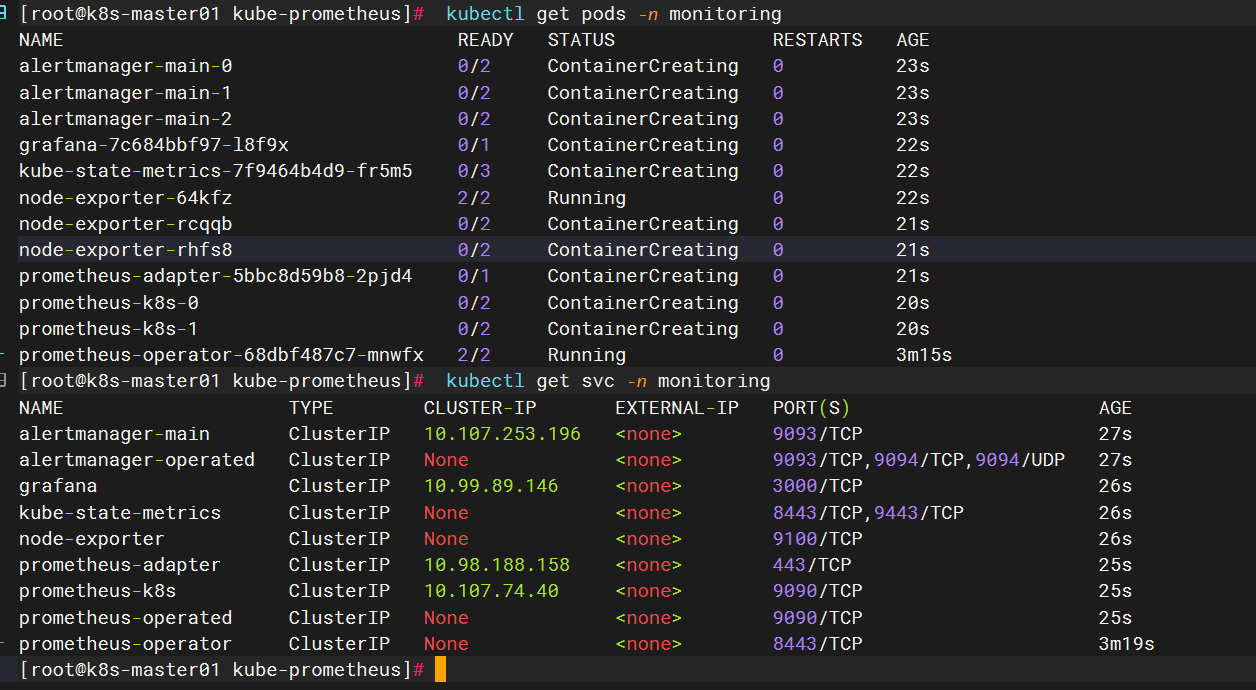 [root@k8s-master01 kube-prometheus]#  kubectl get pods -n monitoring
NAME READY STATUS RESTARTS AGE
alertmanager-main-0 0/2 ContainerCreating 0 23s
alertmanager-main-1 0/2 ContainerCreating 0 23s
alertmanager-main-2 0/2 ContainerCreating 0 23s
grafana-7c684bbf97-l8f9x 0/1 ContainerCreating 0 22s
kube-state-metrics-7f9464b4d9-fr5m5 0/3 ContainerCreating 0 22s
node-exporter-64kfz 2/2 Running 0 22s
node-exporter-rcqqb 0/2 ContainerCreating 0 21s
node-exporter-rhfs8 0/2 ContainerCreating 0 21s
prometheus-adapter-5bbc8d59b8-2pjd4 0/1 ContainerCreating 0 21s
prometheus-k8s-0 0/2 ContainerCreating 0 20s
prometheus-k8s-1 0/2 ContainerCreating 0 20s
prometheus-operator-68dbf487c7-mnwfx 2/2 Running 0 3m15s
[root@k8s-master01 kube-prometheus]#  kubectl get svc -n monitoring
NAME TYPE CLUSTER-IP EXTERNAL-IP PORT(S) AGE
alertmanager-main ClusterIP 10.107.253.196 <none> 9093/TCP 27s
alertmanager-operated ClusterIP None <none> 9093/TCP,9094/TCP,9094/UDP 27s
grafana ClusterIP 10.99.89.146 <none> 3000/TCP 26s
kube-state-metrics ClusterIP None <none> 8443/TCP,9443/TCP 26s
node-exporter ClusterIP None <none> 9100/TCP 26s
prometheus-adapter ClusterIP 10.98.188.158 <none> 443/TCP 25s
prometheus-k8s ClusterIP 10.107.74.40 <none> 9090/TCP 25s
prometheus-operated ClusterIP None <none> 9090/TCP 25s
prometheus-operator ClusterIP None <none> 8443/TCP 3m19s
[root@k8s-master01 kube-prometheus]#